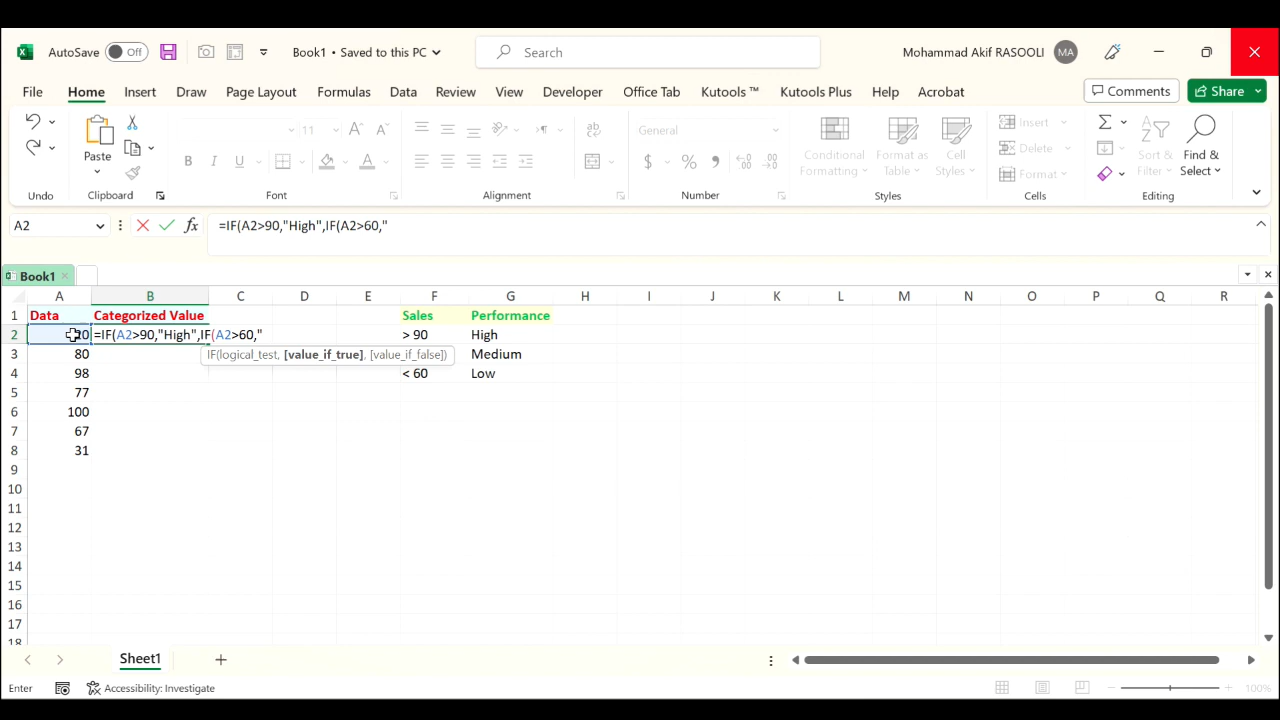 AutoSave Off Book1 • Saved to this PC Search Mohammad Akif RASOOLI MA
File Home Insert Draw Page Layout Formulas Data Review View Developer Office Tab Kutools ™ Kutools Plus Help Acrobat Comments Share
Paste 11 General Conditional Formatting Format as Table Cell Styles Insert Delete Format Sort & Filter Find & Select
Undo Clipboard Font Alignment Number Styles Cells Editing
A2 fx =IF(A2>90,"High",IF(A2>60,"
Book1
A B C D E F G H I J K L M N O P Q R
1 Data Categorized Value Sales Performance
2 20 =IF(A2>90,"High",IF(A2>60," > 90 High
3 80 IF(logical_test, [value_if_true], [value_if_false]) Medium
4 98 < 60 Low
5 77
6 100
7 67
8 31
9
10
11
12
13
14
15
16
17
18
Sheet1
Enter Accessibility: Investigate 100%